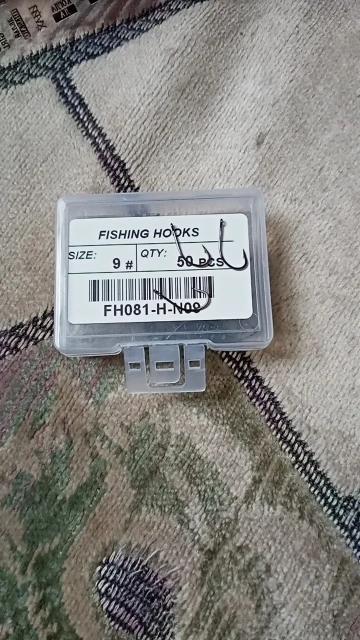 FISHING HOOKS
SIZE: 9 # QTY: 50 PCS
FH081-H-N09